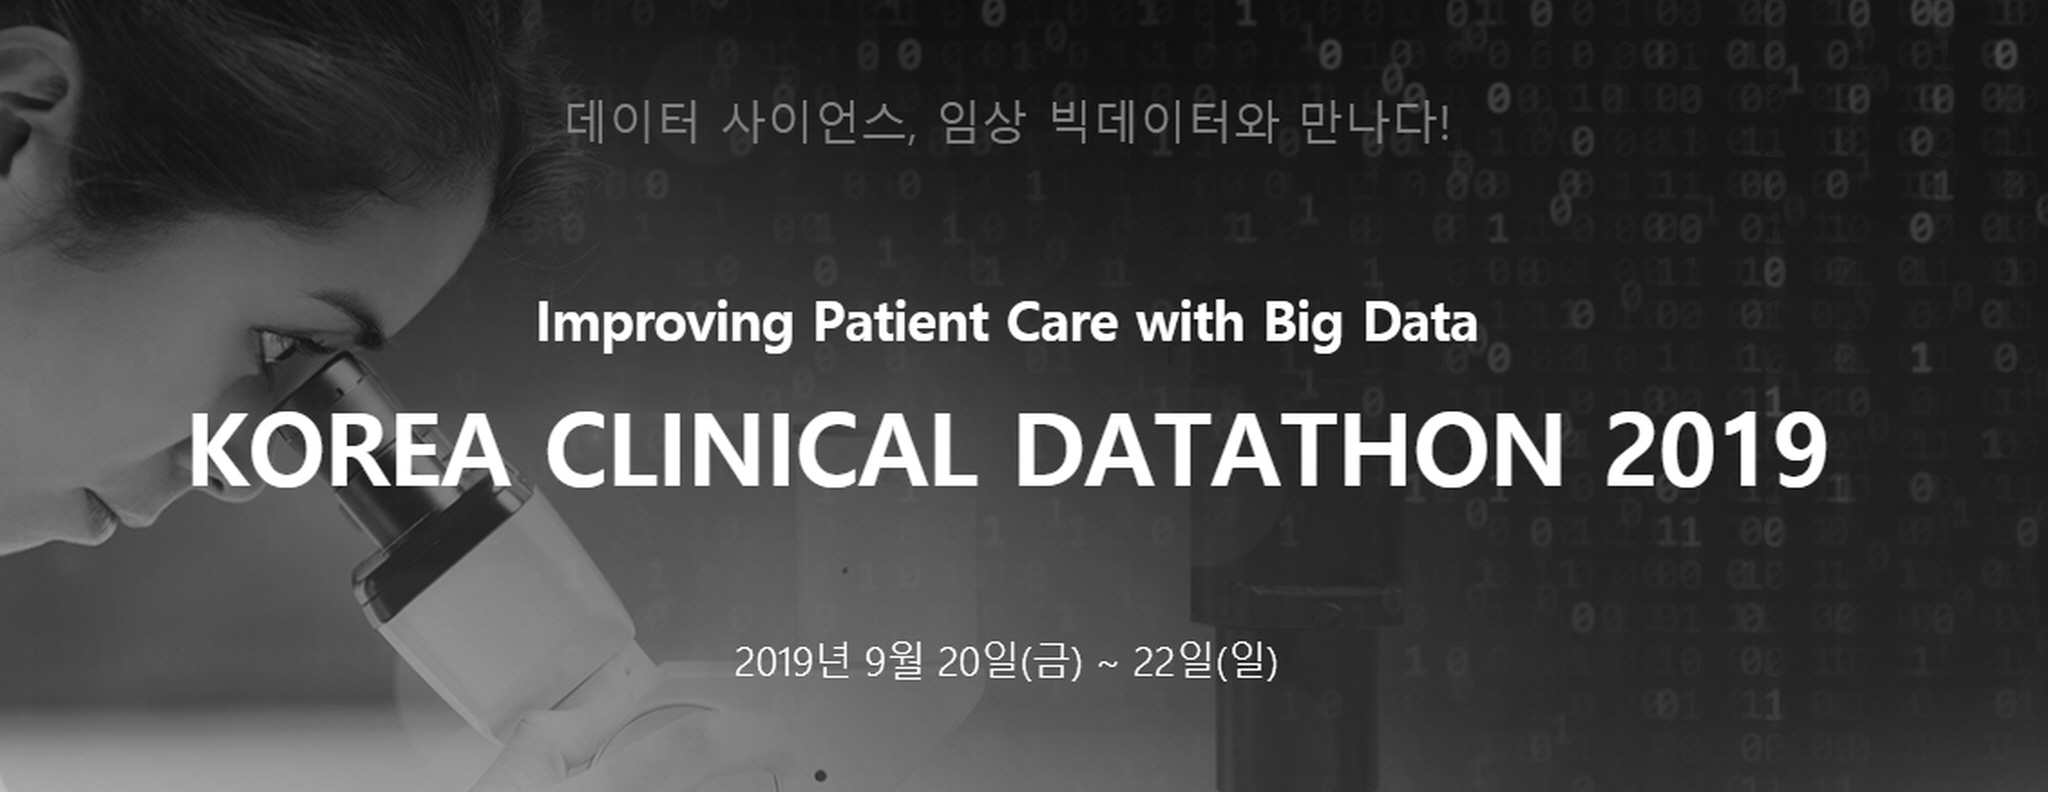 데이터 사이언스, 임상 빅데이터와 만나다!
Improving Patient Care with Big Data
KOREA CLINICAL DATATHON 2019
2019년 9월 20일(금) ~ 22일(일)